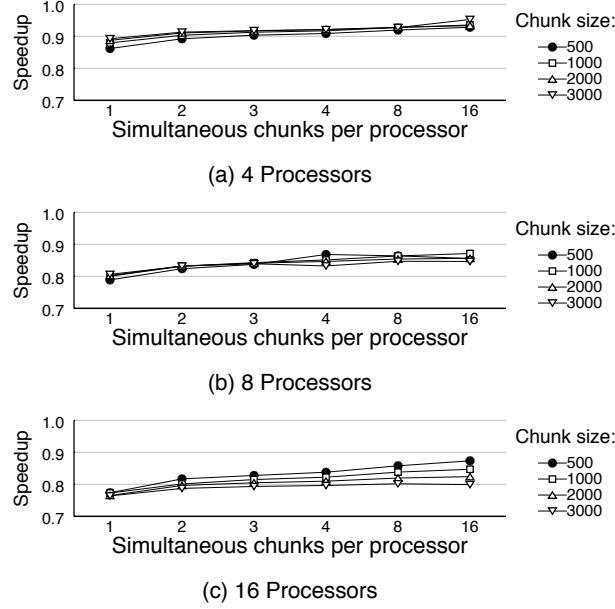 1.0
0.9
0.8
0.7
Speedup
1 2 3 4 8 16
Simultaneous chunks per processor
Chunk size:
500
1000
2000
3000
(a) 4 Processors
1.0
0.9
0.8
0.7
Speedup
1 2 3 4 8 16
Simultaneous chunks per processor
Chunk size:
500
1000
2000
3000
(b) 8 Processors
1.0
0.9
0.8
0.7
Speedup
1 2 3 4 8 16
Simultaneous chunks per processor
Chunk size:
500
1000
2000
3000
(c) 16 Processors